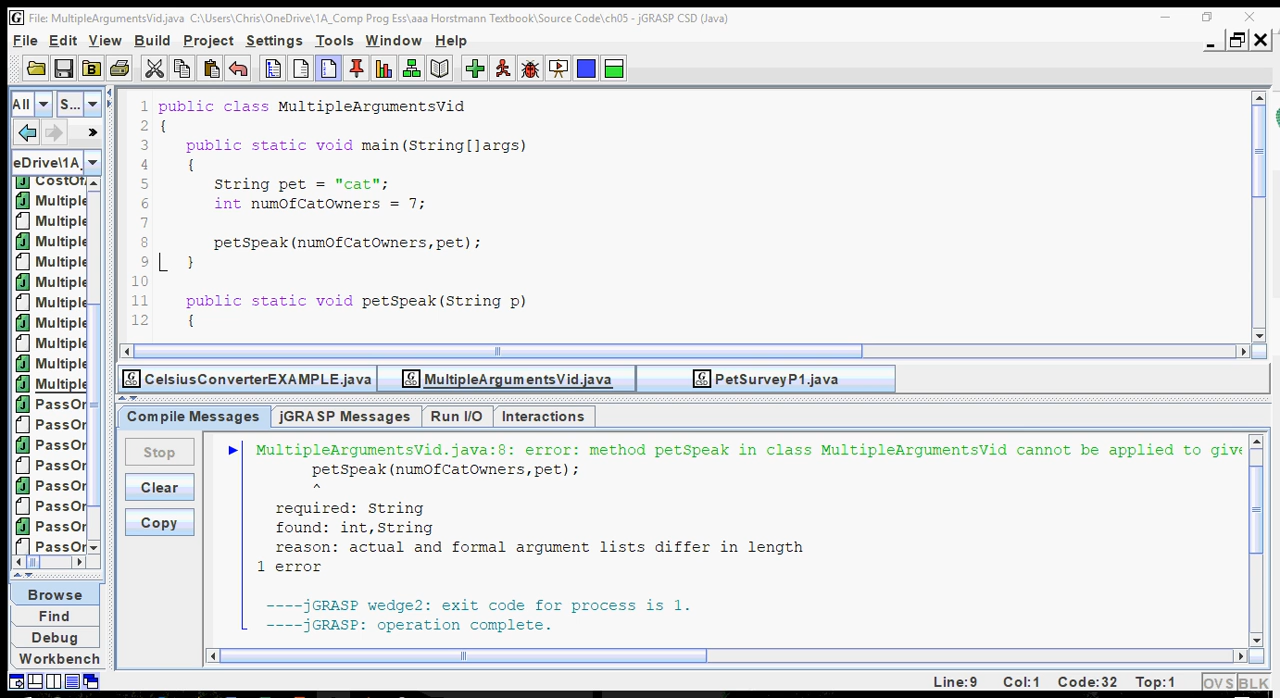 File: MultipleArgumentsVid.java C:\Users\Chris\OneDrive\1A_Comp Prog Ess\aaa Horstmann Textbook\Source Code\ch05 - jGRASP CSD (Java)
File Edit View Build Project Settings Tools Window Help
All S...
1 public class MultipleArgumentsVid
2 {
3 public static void main(String[]args)
4 {
5 String pet = "cat";
6 int numOfCatOwners = 7;
7
8 petSpeak(numOfCatOwners,pet);
9 }
10
11 public static void petSpeak(String p)
12 {
eDrive\1A_
CostOf
Multiple
Multiple
Multiple
Multiple
Multiple
Multiple
Multiple
Multiple
Multiple
Multiple
PassOr
PassOr
PassOr
PassOr
PassOr
PassOr
PassOr
PassOr
Browse
Find
Debug
Workbench
CelsiusConverterEXAMPLE.java MultipleArgumentsVid.java PetSurveyP1.java
Compile Messages jGRASP Messages Run I/O Interactions
Stop
Clear
Copy
MultipleArgumentsVid.java:8: error: method petSpeak in class MultipleArgumentsVid cannot be applied to give
petSpeak(numOfCatOwners,pet);
^
required: String
found: int,String
reason: actual and formal argument lists differ in length
1 error
----jGRASP wedge2: exit code for process is 1.
----jGRASP: operation complete.
Line:9 Col:1 Code:32 Top:1 OVS BLK